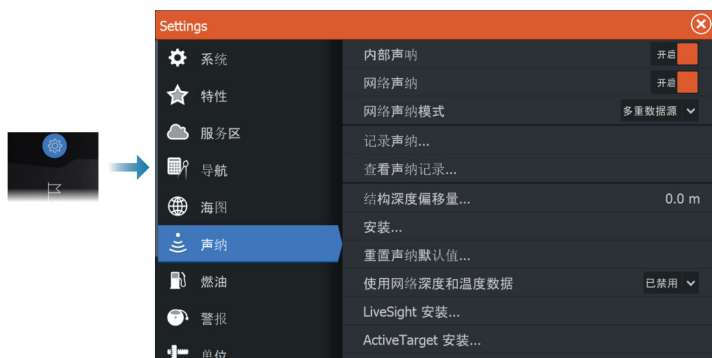 Settings
系统
特性
服务区
导航
海图
声纳
燃油
警报
单位
内部声呐 开启
网络声纳 开启
网络声纳模式 多重数据源
记录声纳...
查看声纳记录...
结构深度偏移量... 0.0 m
安装...
重置声纳默认值...
使用网络深度和温度数据 已禁用
LiveSight 安装...
ActiveTarget 安装...